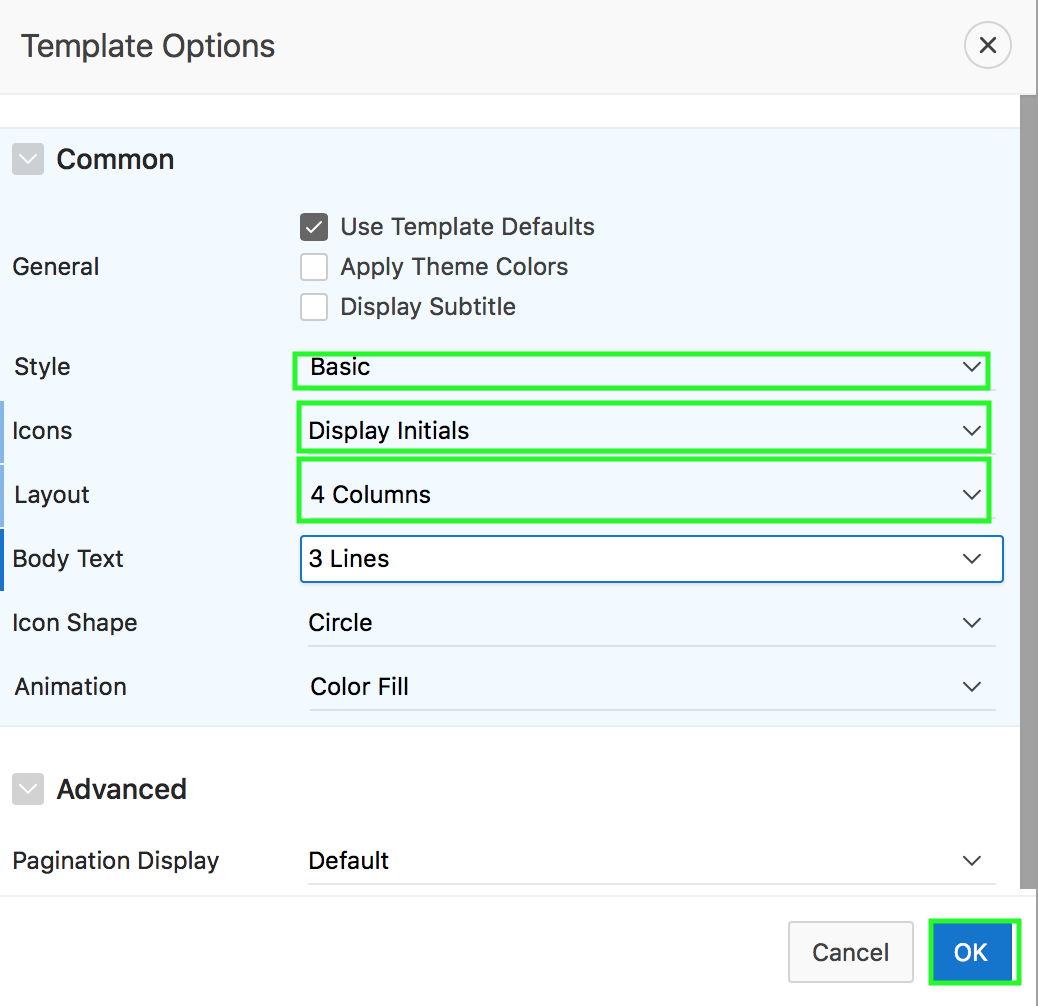 Template Options
Common
General
Use Template Defaults
Apply Theme Colors
Display Subtitle
Style Basic
Icons Display Initials
Layout 4 Columns
Body Text 3 Lines
Icon Shape Circle
Animation Color Fill
Advanced
Pagination Display Default
Cancel OK